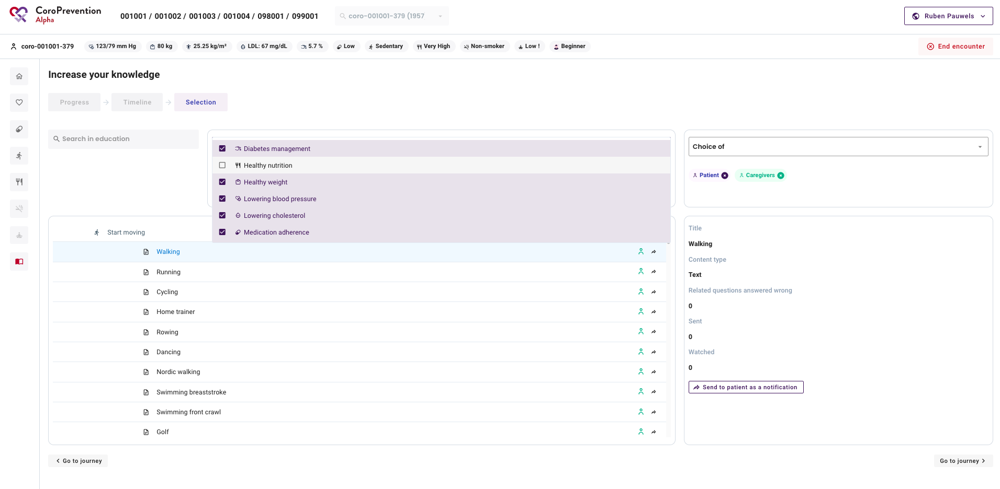 CoroPrevention
Alpha
001001 / 001002 / 001003 / 001004 / 098001 / 099001
coro-001001-379 (1957
Ruben Pauwels
coro-001001-379
123/79 mm Hg
80 kg
25.25 kg/m²
LDL: 67 mg/dL
5.7 %
Low
Sedentary
Very High
Non-smoker
Low !
Beginner
End encounter
Increase your knowledge
Progress
Timeline
Selection
Search in education
Diabetes management
Healthy nutrition
Healthy weight
Lowering blood pressure
Lowering cholesterol
Medication adherence
Choice of
Patient
Caregivers
Start moving
Walking
Running
Cycling
Home trainer
Rowing
Dancing
Nordic walking
Swimming breaststroke
Swimming front crawl
Golf
Title
Walking
Content type
Text
Related questions answered wrong
0
Sent
0
Watched
0
Send to patient as a notification
Go to journey
Go to journey